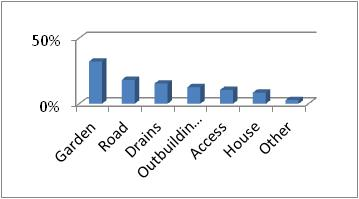 50%
0%
Garden
Road
Drains
Outbuildin...
Access
House
Other